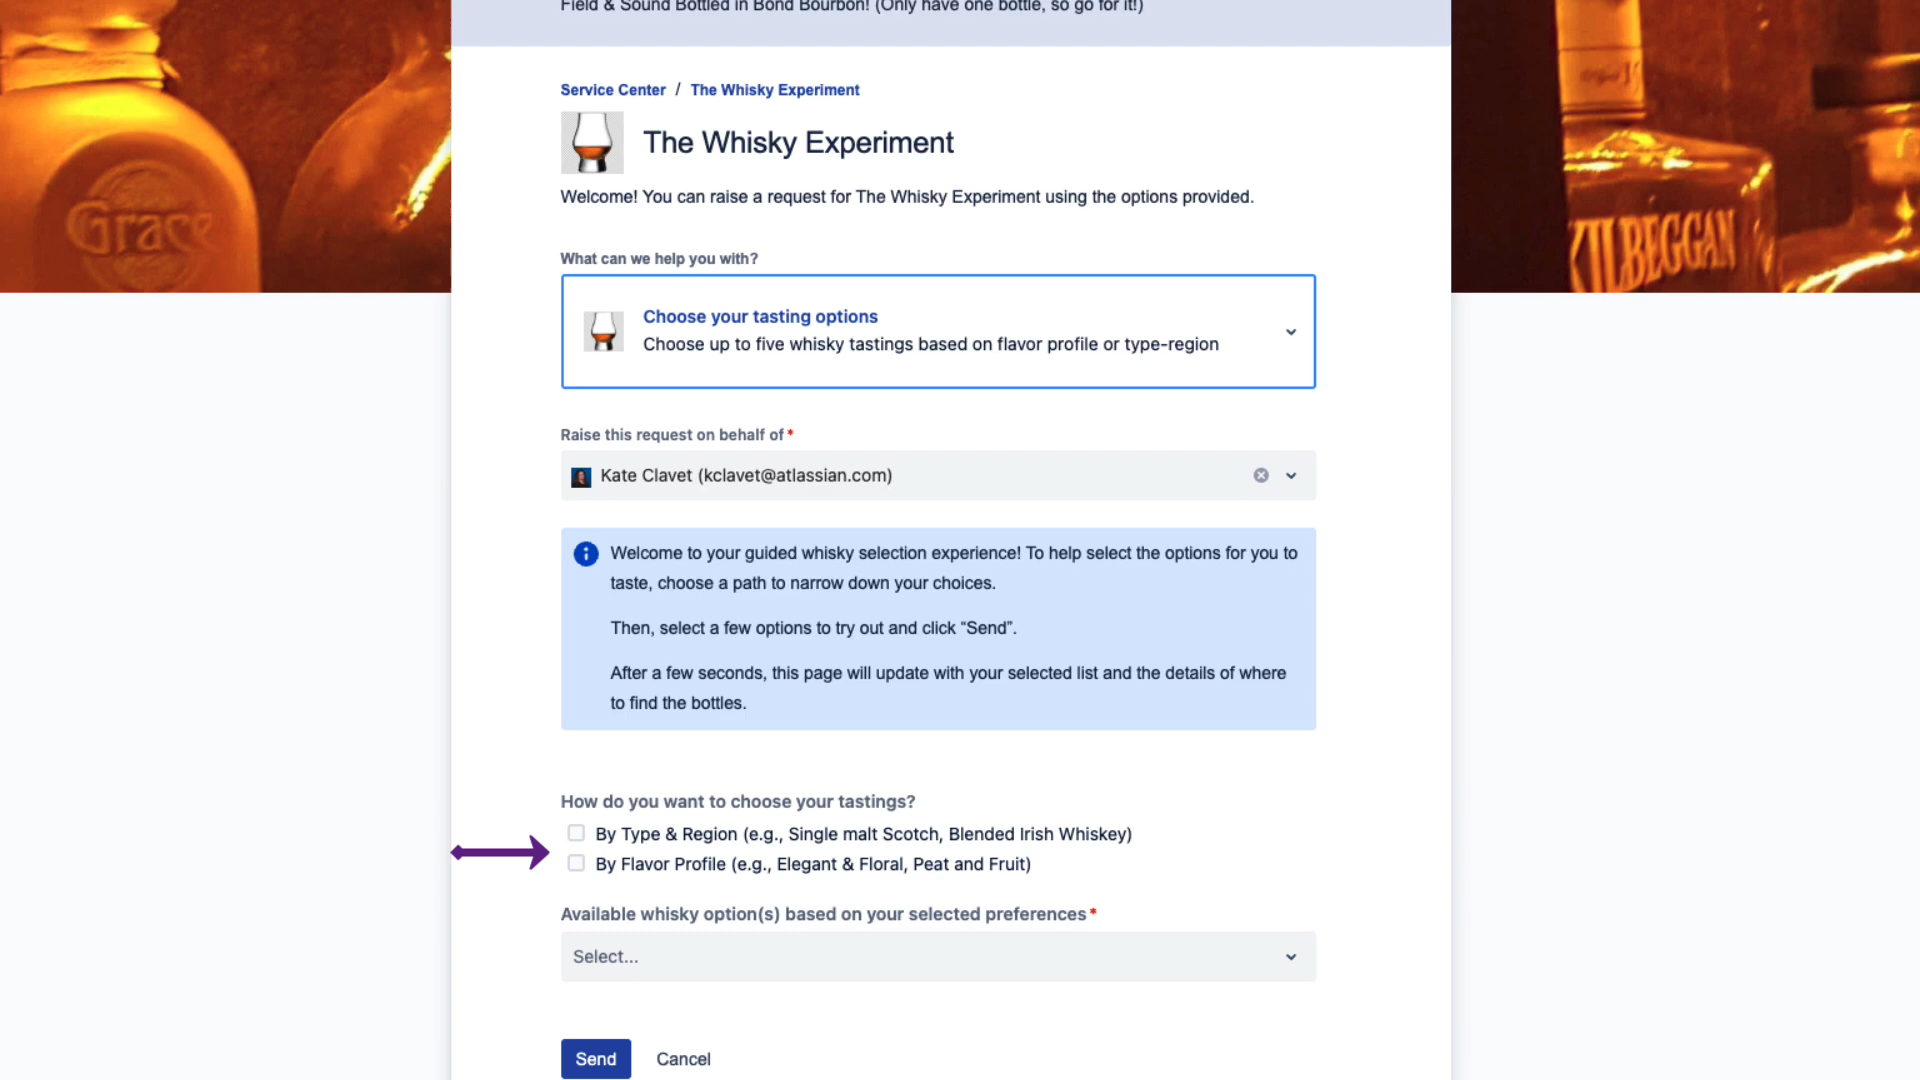 Field & Sound Bottled in Bond Bourbon! (Only have one bottle, so go for it!)
Service Center / The Whisky Experiment
The Whisky Experiment
Welcome! You can raise a request for The Whisky Experiment using the options provided.
Grace
KILBEGGAN
What can we help you with?
Choose your tasting options
Choose up to five whisky tastings based on flavor profile or type-region
Raise this request on behalf of *
Kate Clavet (kclavet@atlassian.com)
Welcome to your guided whisky selection experience! To help select the options for you to
taste, choose a path to narrow down your choices.
Then, select a few options to try out and click “Send”.
After a few seconds, this page will update with your selected list and the details of where
to find the bottles.
How do you want to choose your tastings?
By Type & Region (e.g., Single malt Scotch, Blended Irish Whiskey)
By Flavor Profile (e.g., Elegant & Floral, Peat and Fruit)
Available whisky option(s) based on your selected preferences *
Select...
Send Cancel